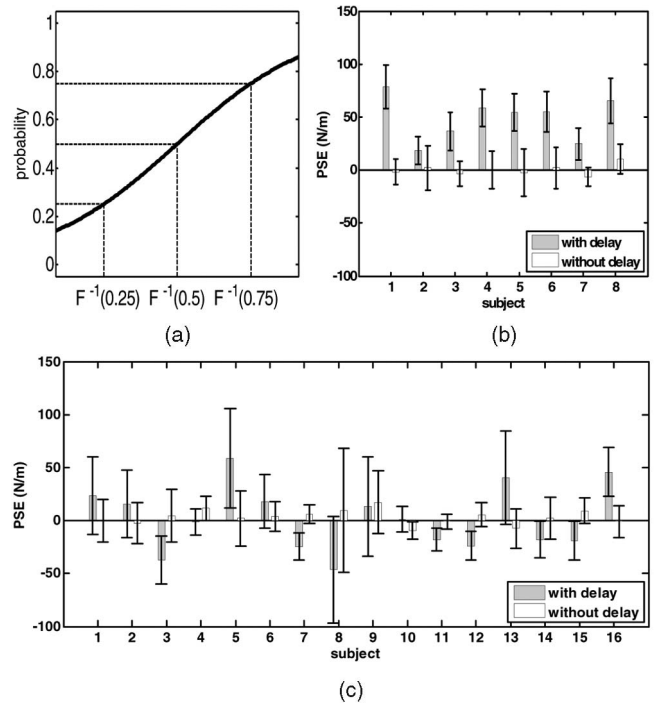 1
0.8
0.6
0.4
0.2
0
probability
F⁻¹(0.25) F⁻¹(0.5) F⁻¹(0.75)
(a)
150
100
50
0
-50
-100
PSE (N/m)
with delay
without delay
1 2 3 4 5 6 7 8
subject
(b)
150
100
50
0
-50
-100
PSE (N/m)
with delay
without delay
1 2 3 4 5 6 7 8 9 10 11 12 13 14 15 16
subject
(c)